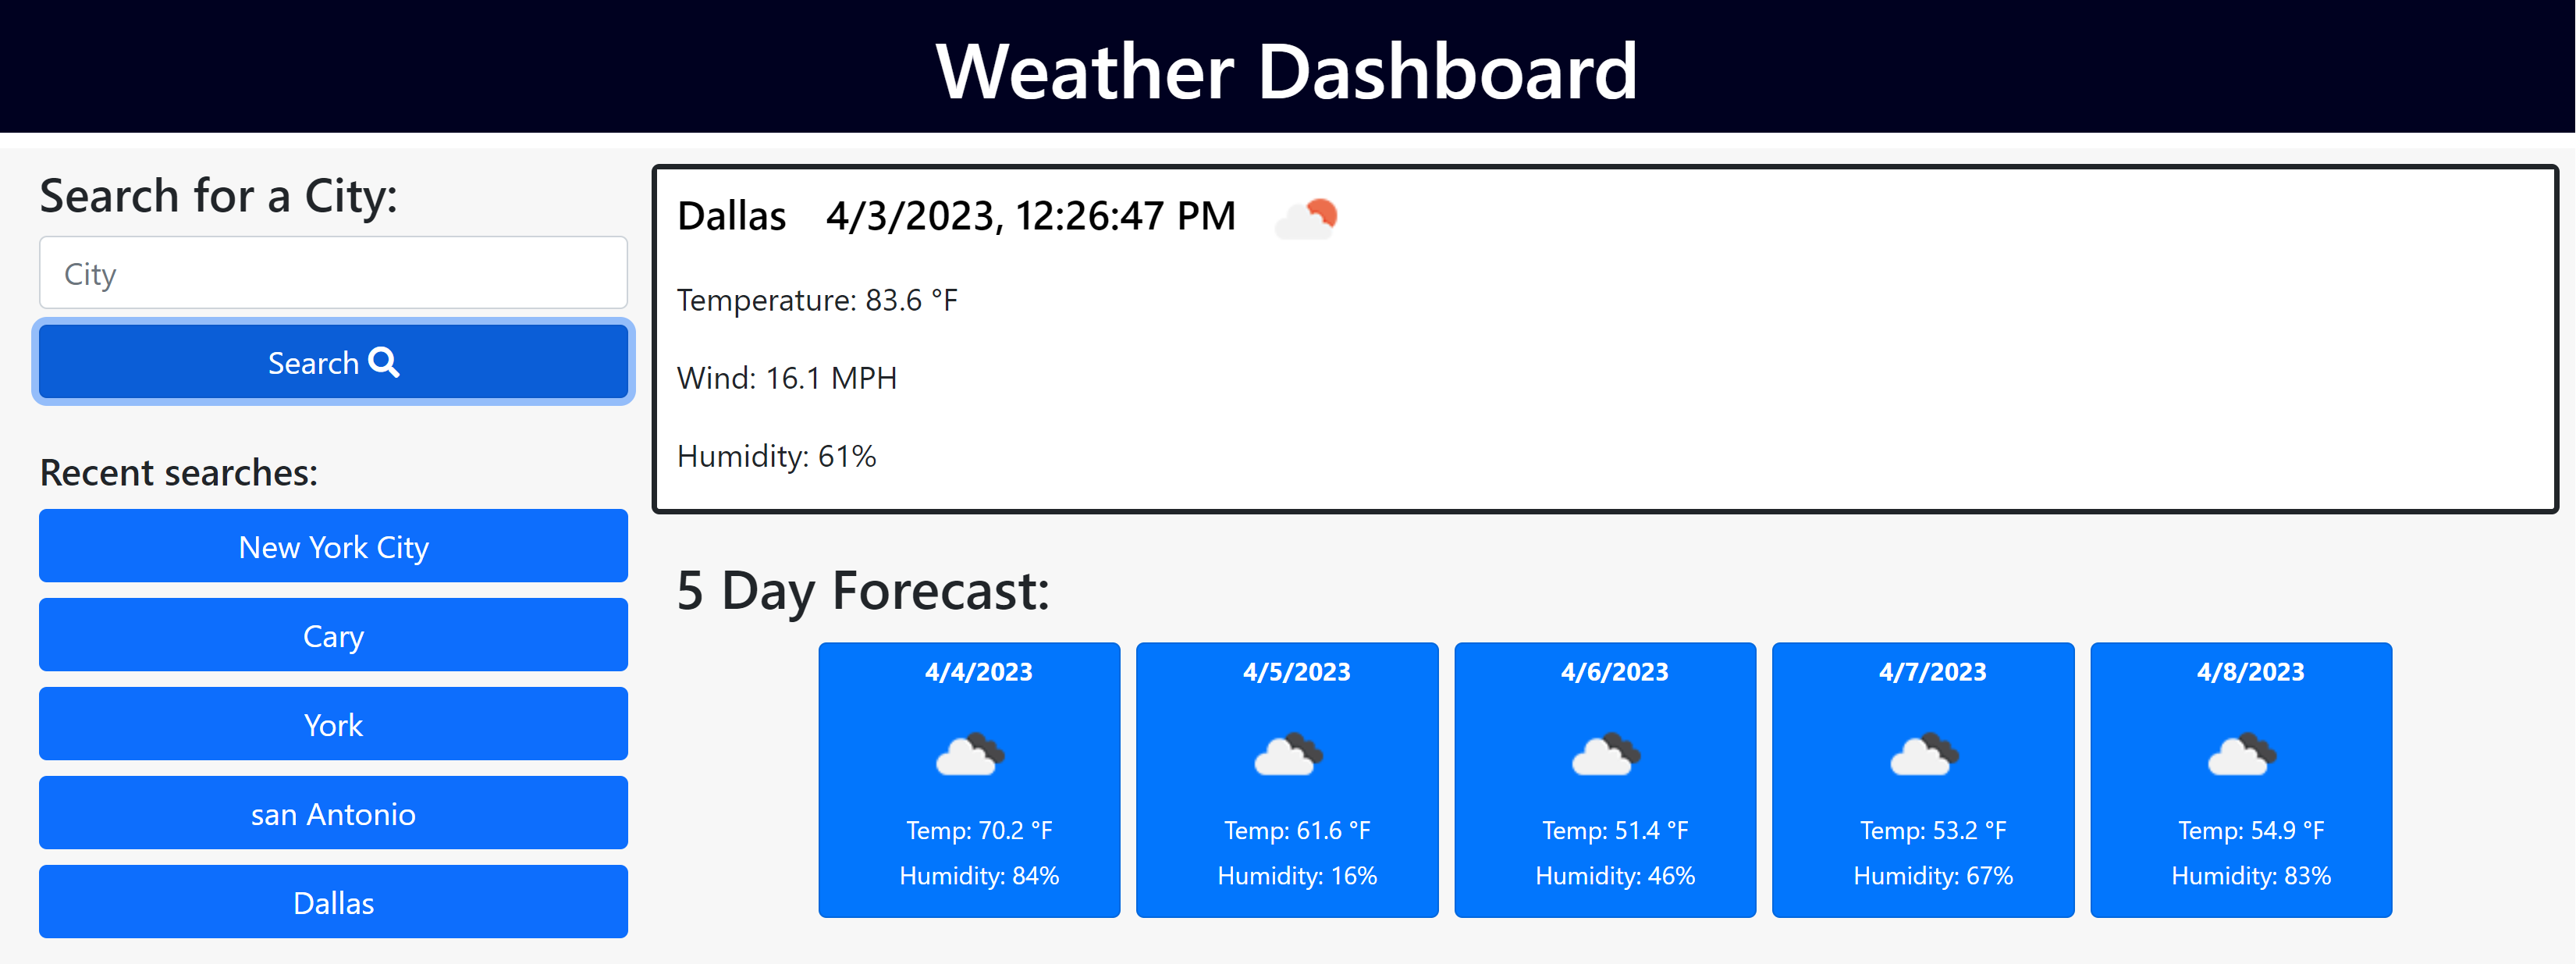 Weather Dashboard
Search for a City:
City
Search
Recent searches:
New York City
Cary
York
san Antonio
Dallas
Dallas 4/3/2023, 12:26:47 PM
Temperature: 83.6 °F
Wind: 16.1 MPH
Humidity: 61%
5 Day Forecast:
4/4/2023
Temp: 70.2 °F
Humidity: 84%
4/5/2023
Temp: 61.6 °F
Humidity: 16%
4/6/2023
Temp: 51.4 °F
Humidity: 46%
4/7/2023
Temp: 53.2 °F
Humidity: 67%
4/8/2023
Temp: 54.9 °F
Humidity: 83%